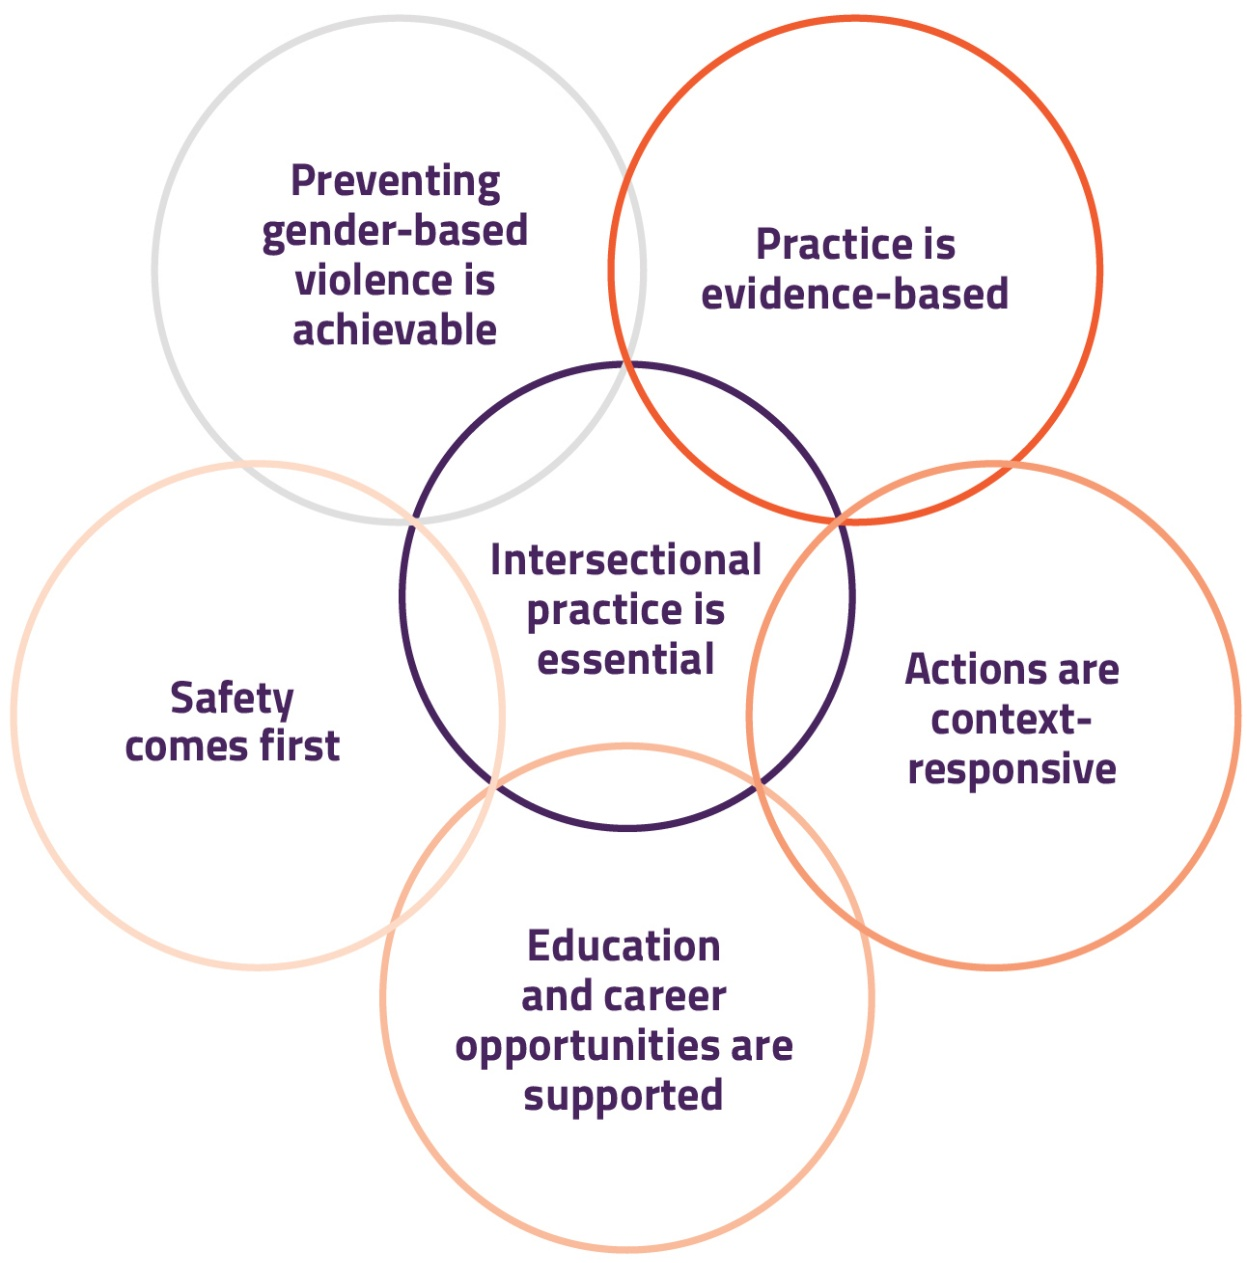 Preventing
gender-based
violence is
achievable
Practice is
evidence-based
Intersectional
practice is
essential
Safety
comes first
Actions are
context-
responsive
Education
and career
opportunities are
supported